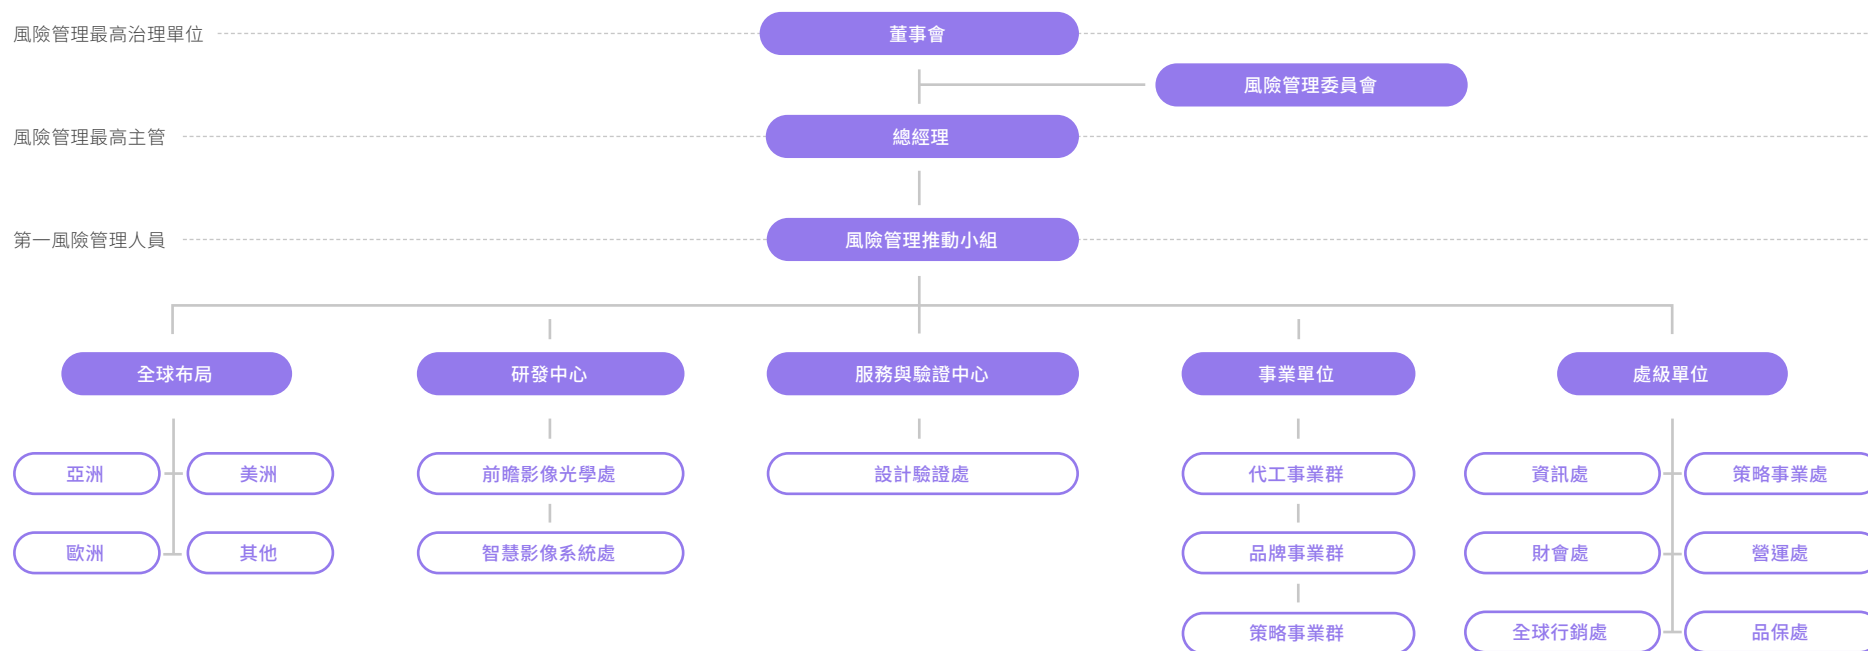 風險管理最高治理單位
董事會
風險管理委員會
風險管理最高主管
總經理
第一風險管理人員
風險管理推動小組
全球布局
研發中心
服務與驗證中心
事業單位
處級單位
亞洲
美洲
前瞻影像光學處
設計驗證處
代工事業群
資訊處
策略事業處
歐洲
其他
智慧影像系統處
品牌事業群
財會處
營運處
策略事業群
全球行銷處
品保處